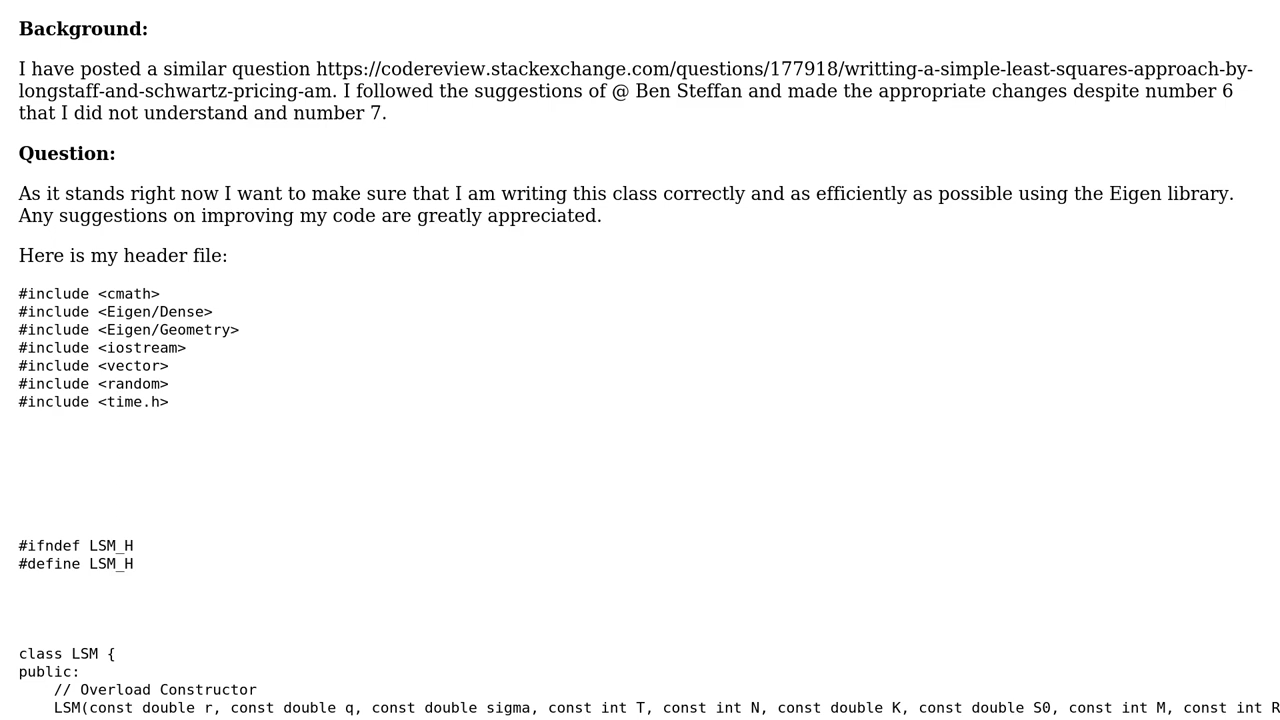 Background:
I have posted a similar question https://codereview.stackexchange.com/questions/177918/writting-a-simple-least-squares-approach-by-
longstaff-and-schwartz-pricing-am. I followed the suggestions of @ Ben Steffan and made the appropriate changes despite number 6
that I did not understand and number 7.
Question:
As it stands right now I want to make sure that I am writing this class correctly and as efficiently as possible using the Eigen library.
Any suggestions on improving my code are greatly appreciated.
Here is my header file:
#include <cmath>
#include <Eigen/Dense>
#include <Eigen/Geometry>
#include <iostream>
#include <vector>
#include <random>
#include <time.h>
#ifndef LSM_H
#define LSM_H
class LSM {
public:
    // Overload Constructor
    LSM(const double r, const double q, const double sigma, const int T, const int N, const double K, const double S0, const int M, const int R